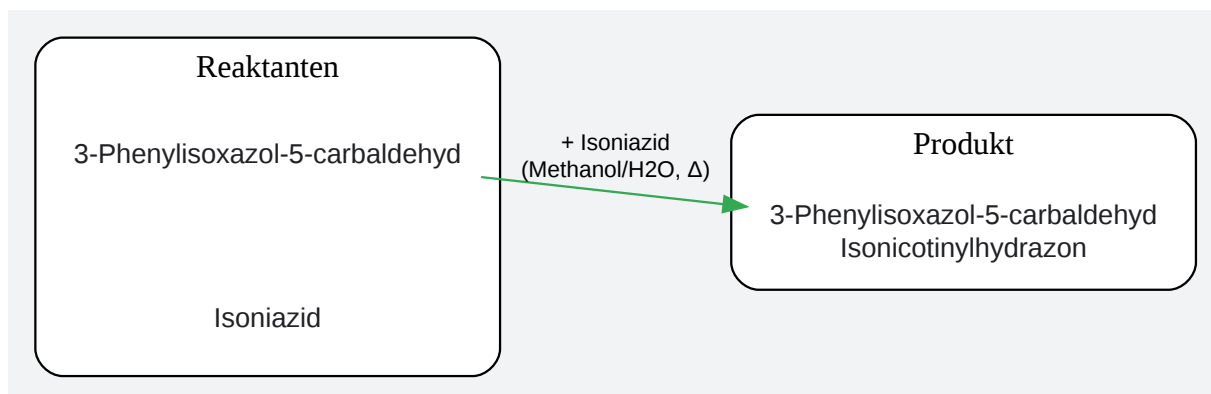 Reaktanten
3-Phenylisoxazol-5-carbaldehyd
Isoniazid
+ Isoniazid
(Methanol/H2O, Δ)
Produkt
3-Phenylisoxazol-5-carbaldehyd
Isonicotinylhydrazon